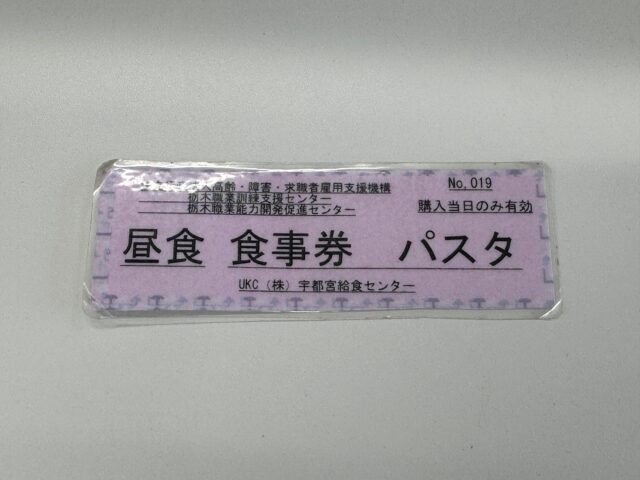 高齢・障害・求職者雇用支援機構
栃木職業訓練支援センター
栃木職業能力開発促進センター
No.019
購入当日のみ有効
昼食 食事券 パスタ
UKC(株)宇都宮給食センター